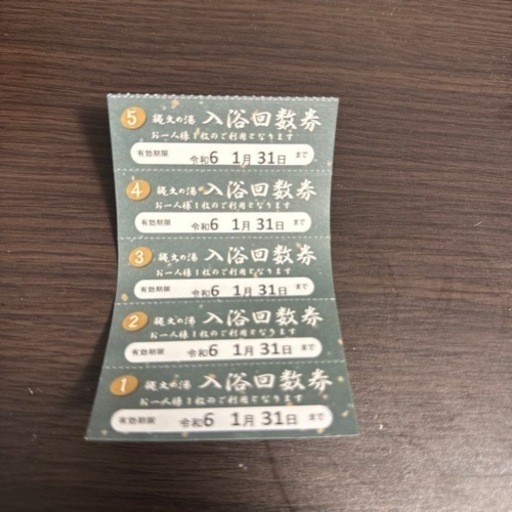 5 縄文の湯 入浴回数券
お一人様1枚のご利用となります
有効期限 令和6 1月31日 まで
4 縄文の湯 入浴回数券
お一人様1枚のご利用となります
有効期限 令和6 1月31日 まで
3 縄文の湯 入浴回数券
お一人様1枚のご利用となります
有効期限 令和6 1月31日 まで
2 縄文の湯 入浴回数券
お一人様1枚のご利用となります
有効期限 令和6 1月31日 まで
1 縄文の湯 入浴回数券
お一人様1枚のご利用となります
有効期限 令和6 1月31日 まで